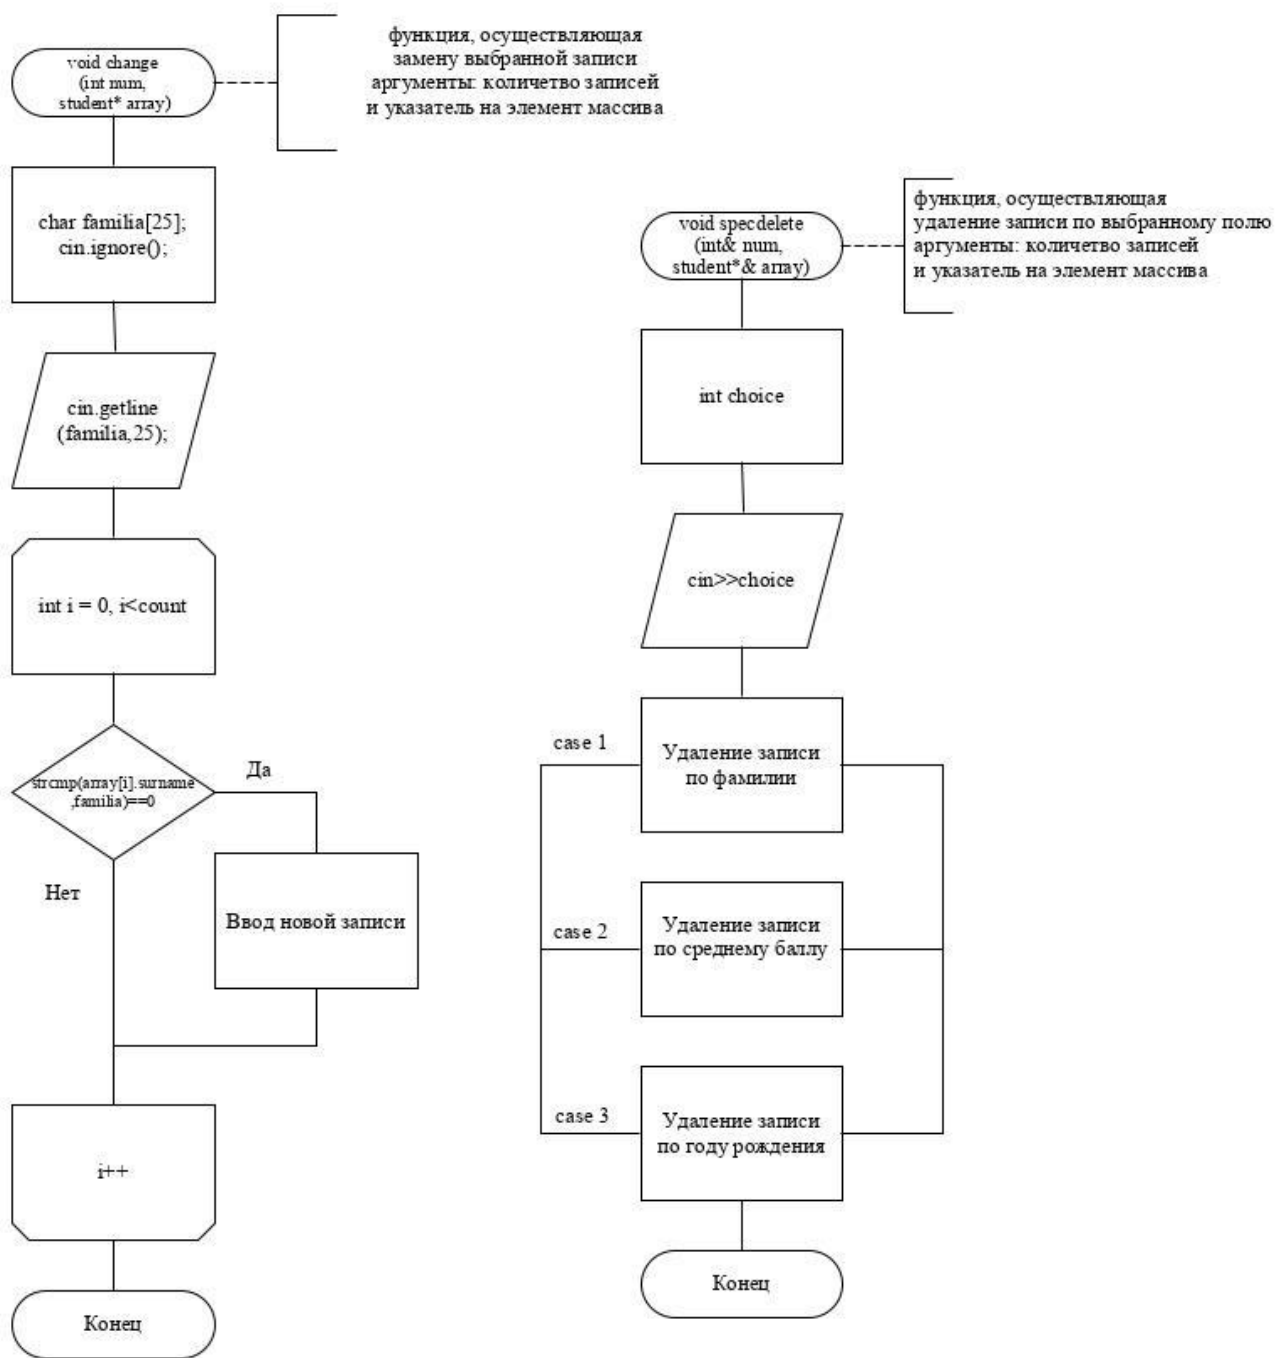 void change
(int num,
student* array)
функция, осуществляющая
замену выбранной записи
аргументы: количетво записей
и указатель на элемент массива
char familia[25];
cin.ignore();
cin.getline
(familia,25);
int i = 0, i<count
strcmp(array[i].surname
,familia)==0
Да
Нет
Ввод новой записи
i++
Конец
void specdelete
(int& num,
student*& array)
функция, осуществляющая
удаление записи по выбранному полю
аргументы: количетво записей
и указатель на элемент массива
int choice
cin>>choice
case 1
Удаление записи
по фамилии
case 2
Удаление записи
по среднему баллу
case 3
Удаление записи
по году рождения
Конец